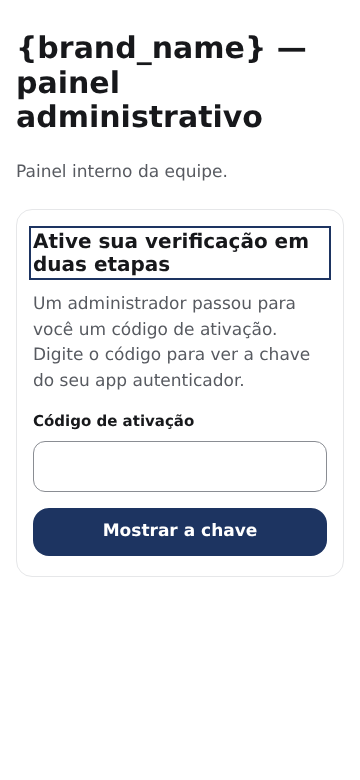 {brand_name} —
painel
administrativo
Painel interno da equipe.
Ative sua verificação em
duas etapas
Um administrador passou para
você um código de ativação.
Digite o código para ver a chave
do seu app autenticador.
Código de ativação
Mostrar a chave